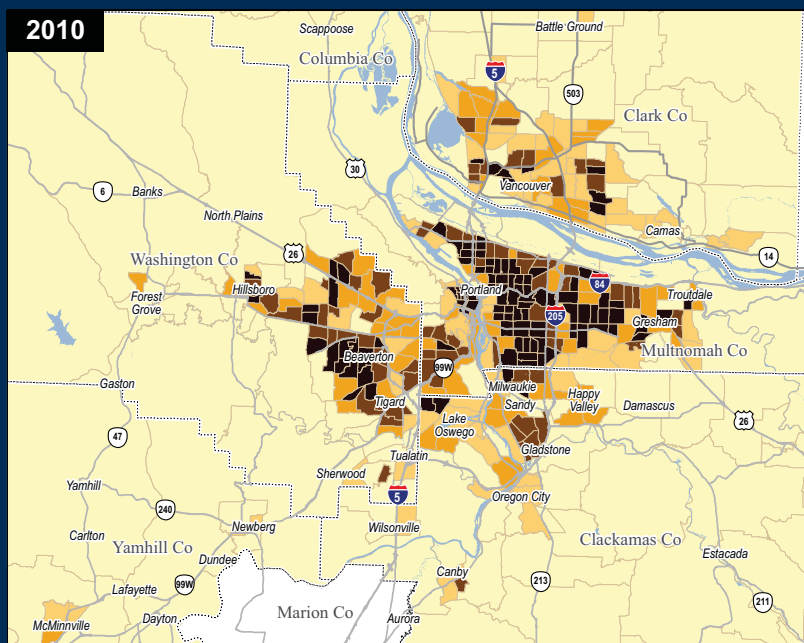 2010
Scappoose
Battle Ground
Columbia Co
5
503
Clark Co
30
6
Banks
Vancouver
North Plains
Camas
26
14
Washington Co
Hillsboro
Portland
84
Troutdale
Forest
Grove
205
Gresham
Multnomah Co
Beaverton
99W
Gaston
Milwaukie
Happy
Valley
Tigard
Sandy
Damascus
26
Lake
Oswego
47
Gladstone
Tualatin
Sherwood
Yamhill
5
Oregon City
240
Newberg
Wilsonville
Carlton
Clackamas Co
Yamhill Co
Dundee
Estacada
Canby
99W
213
Lafayette
211
McMinnville
Dayton
Marion Co
Aurora